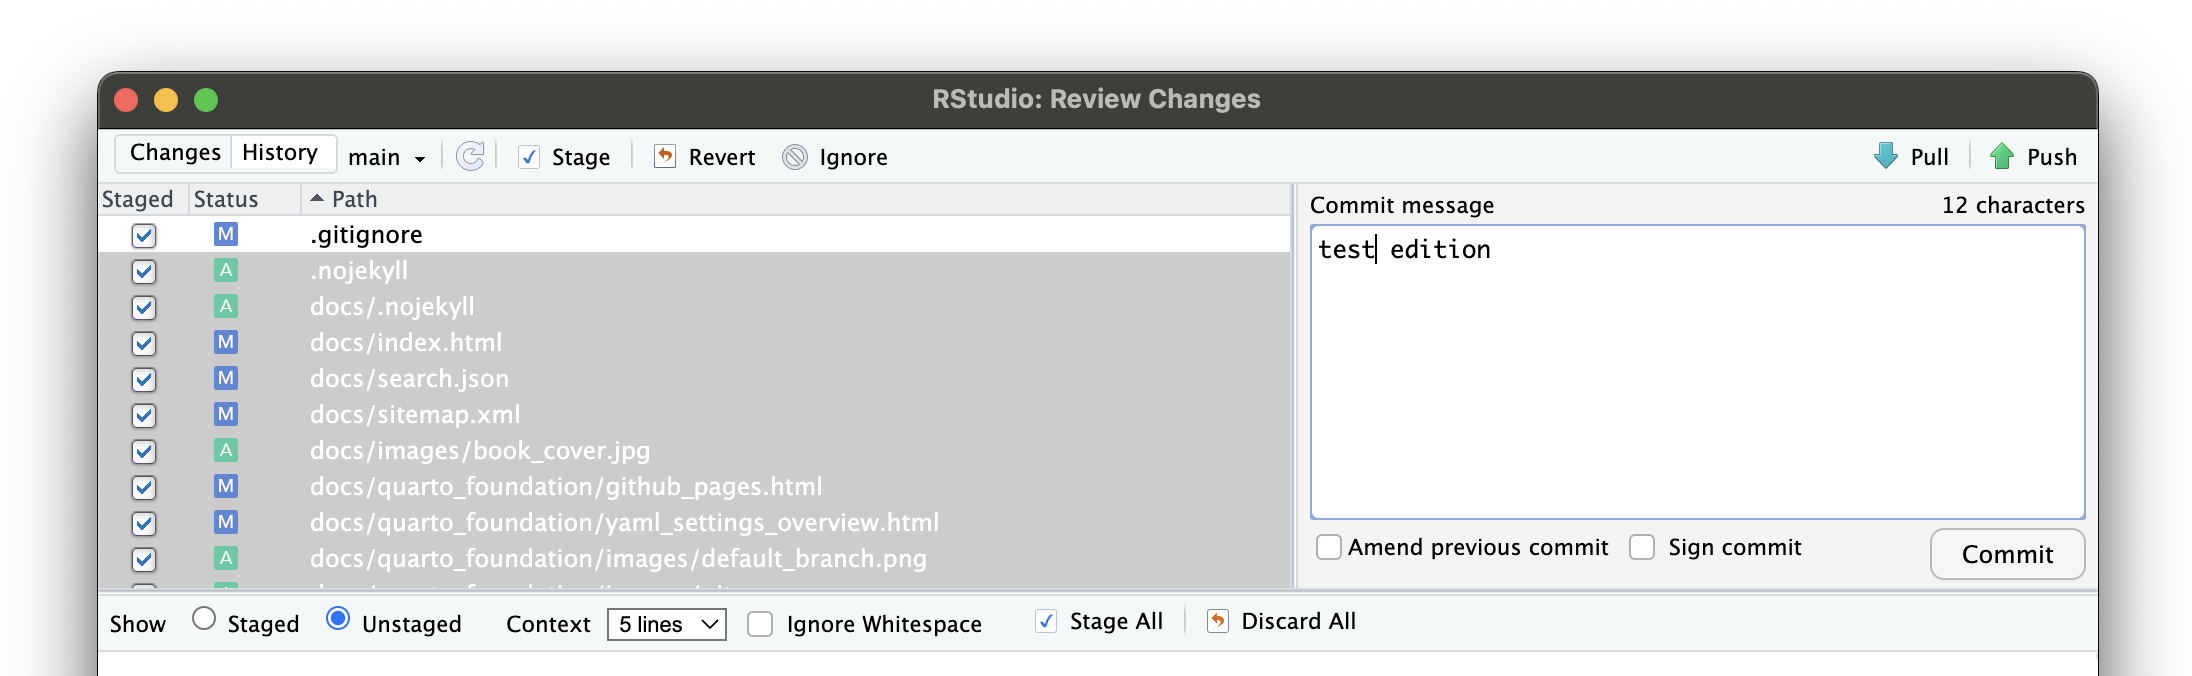 RStudio: Review Changes
Changes History main Stage Revert Ignore Pull Push
Staged Status Path
M .gitignore
A .nojekyll
A docs/.nojekyll
M docs/index.html
M docs/search.json
M docs/sitemap.xml
A docs/images/book_cover.jpg
M docs/quarto_foundation/github_pages.html
M docs/quarto_foundation/yaml_settings_overview.html
A docs/quarto_foundation/images/default_branch.png
Commit message 12 characters
test edition
Amend previous commit Sign commit Commit
Show Staged Unstaged Context 5 lines Ignore Whitespace Stage All Discard All